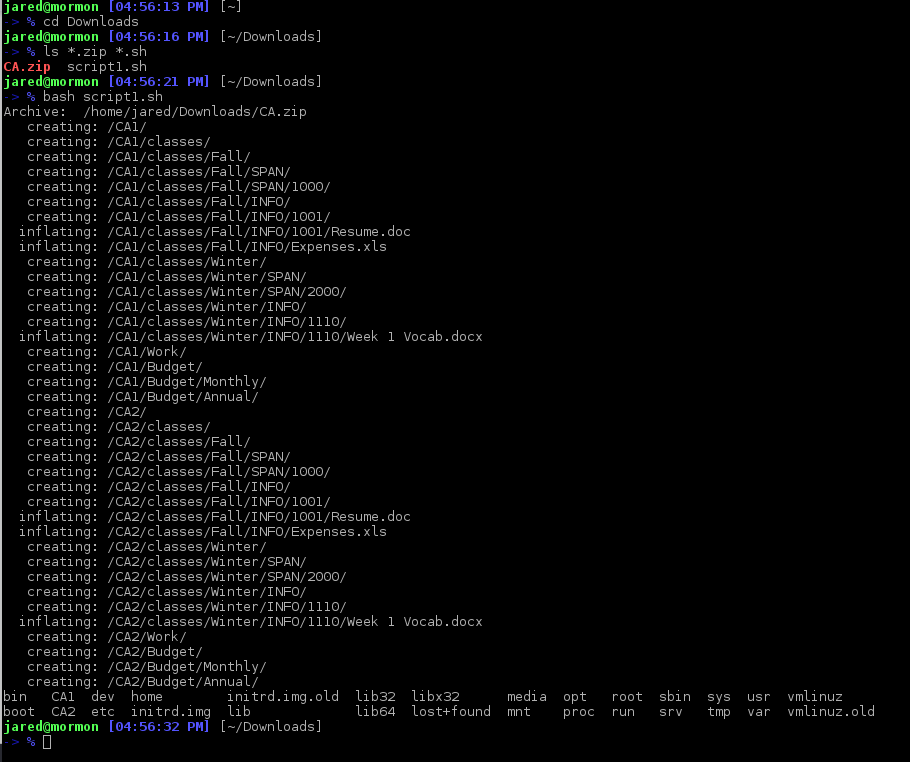 jared@mormon [04:56:13 PM] [~]
-> % cd Downloads
jared@mormon [04:56:16 PM] [~/Downloads]
-> % ls *.zip *.sh
CA.zip  script1.sh
jared@mormon [04:56:21 PM] [~/Downloads]
-> % bash script1.sh
Archive:  /home/jared/Downloads/CA.zip
   creating: /CA1/
   creating: /CA1/classes/
   creating: /CA1/classes/Fall/
   creating: /CA1/classes/Fall/SPAN/
   creating: /CA1/classes/Fall/SPAN/1000/
   creating: /CA1/classes/Fall/INFO/
   creating: /CA1/classes/Fall/INFO/1001/
  inflating: /CA1/classes/Fall/INFO/1001/Resume.doc
  inflating: /CA1/classes/Fall/INFO/Expenses.xls
   creating: /CA1/classes/Winter/
   creating: /CA1/classes/Winter/SPAN/
   creating: /CA1/classes/Winter/SPAN/2000/
   creating: /CA1/classes/Winter/INFO/
   creating: /CA1/classes/Winter/INFO/1110/
  inflating: /CA1/classes/Winter/INFO/1110/Week 1 Vocab.docx
   creating: /CA1/Work/
   creating: /CA1/Budget/
   creating: /CA1/Budget/Monthly/
   creating: /CA1/Budget/Annual/
   creating: /CA2/
   creating: /CA2/classes/
   creating: /CA2/classes/Fall/
   creating: /CA2/classes/Fall/SPAN/
   creating: /CA2/classes/Fall/SPAN/1000/
   creating: /CA2/classes/Fall/INFO/
   creating: /CA2/classes/Fall/INFO/1001/
  inflating: /CA2/classes/Fall/INFO/1001/Resume.doc
  inflating: /CA2/classes/Fall/INFO/Expenses.xls
   creating: /CA2/classes/Winter/
   creating: /CA2/classes/Winter/SPAN/
   creating: /CA2/classes/Winter/SPAN/2000/
   creating: /CA2/classes/Winter/INFO/
   creating: /CA2/classes/Winter/INFO/1110/
  inflating: /CA2/classes/Winter/INFO/1110/Week 1 Vocab.docx
   creating: /CA2/Work/
   creating: /CA2/Budget/
   creating: /CA2/Budget/Monthly/
   creating: /CA2/Budget/Annual/
bin   CA1  dev  home        initrd.img.old  lib32  libx32      media  opt   root  sbin  sys  usr  vmlinuz
boot  CA2  etc  initrd.img  lib             lib64  lost+found  mnt    proc  run   srv   tmp  var  vmlinuz.old
jared@mormon [04:56:32 PM] [~/Downloads]
-> %